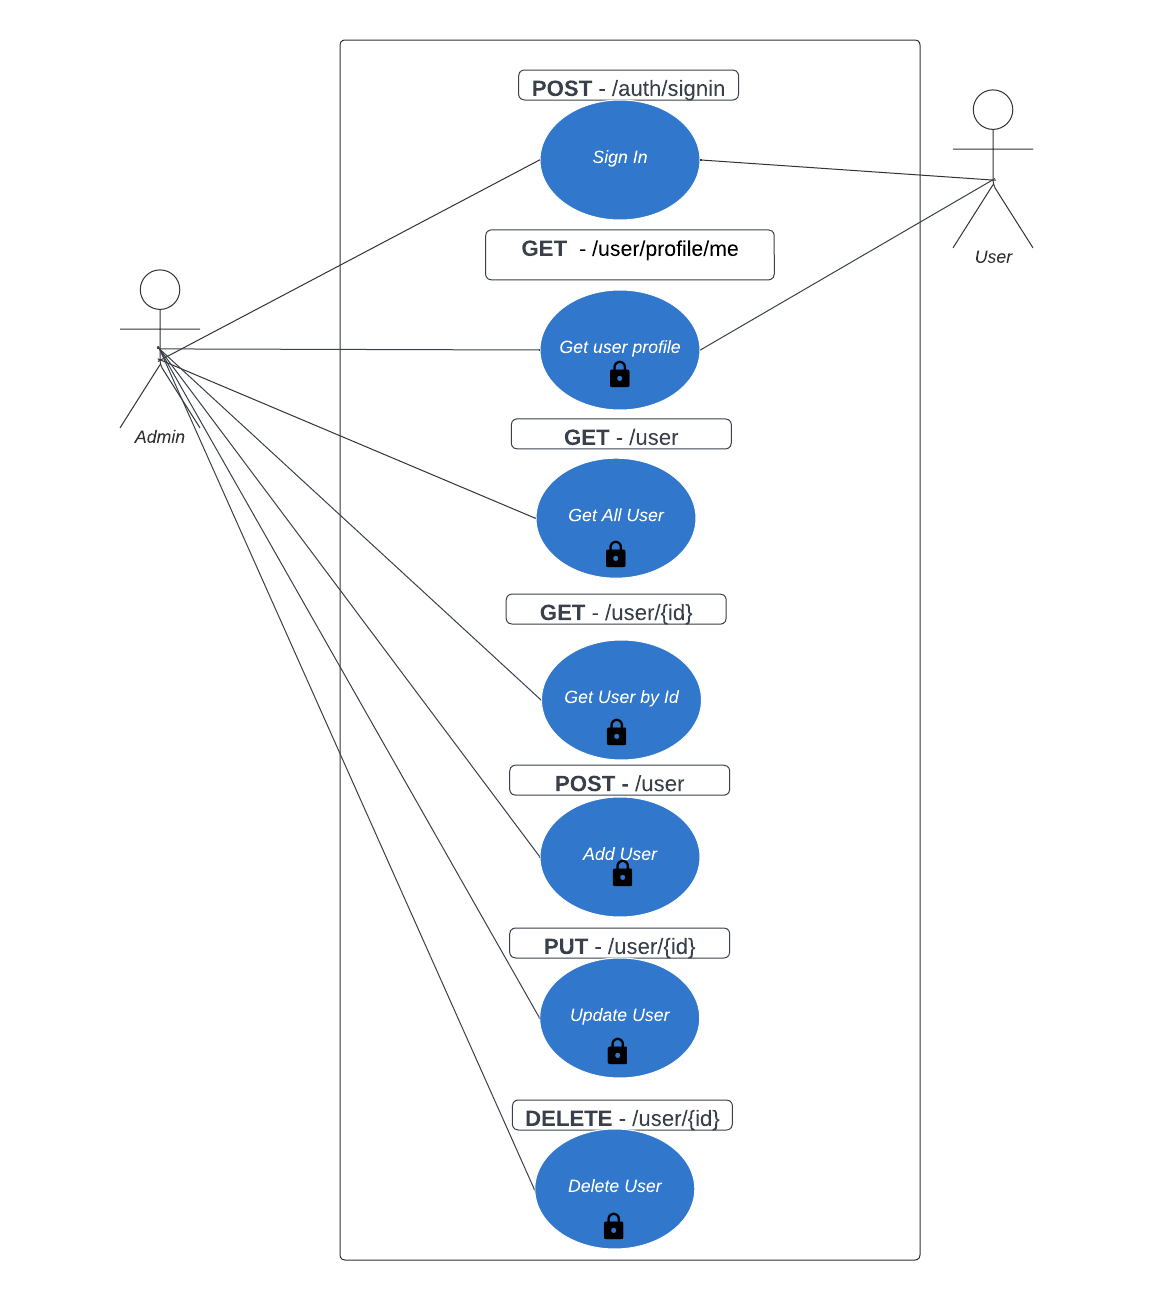 POST - /auth/signin
Sign In
User
GET - /user/profile/me
Get user profile
Admin
GET - /user
Get All User
GET - /user/{id}
Get User by Id
POST - /user
Add User
PUT - /user/{id}
Update User
DELETE - /user/{id}
Delete User